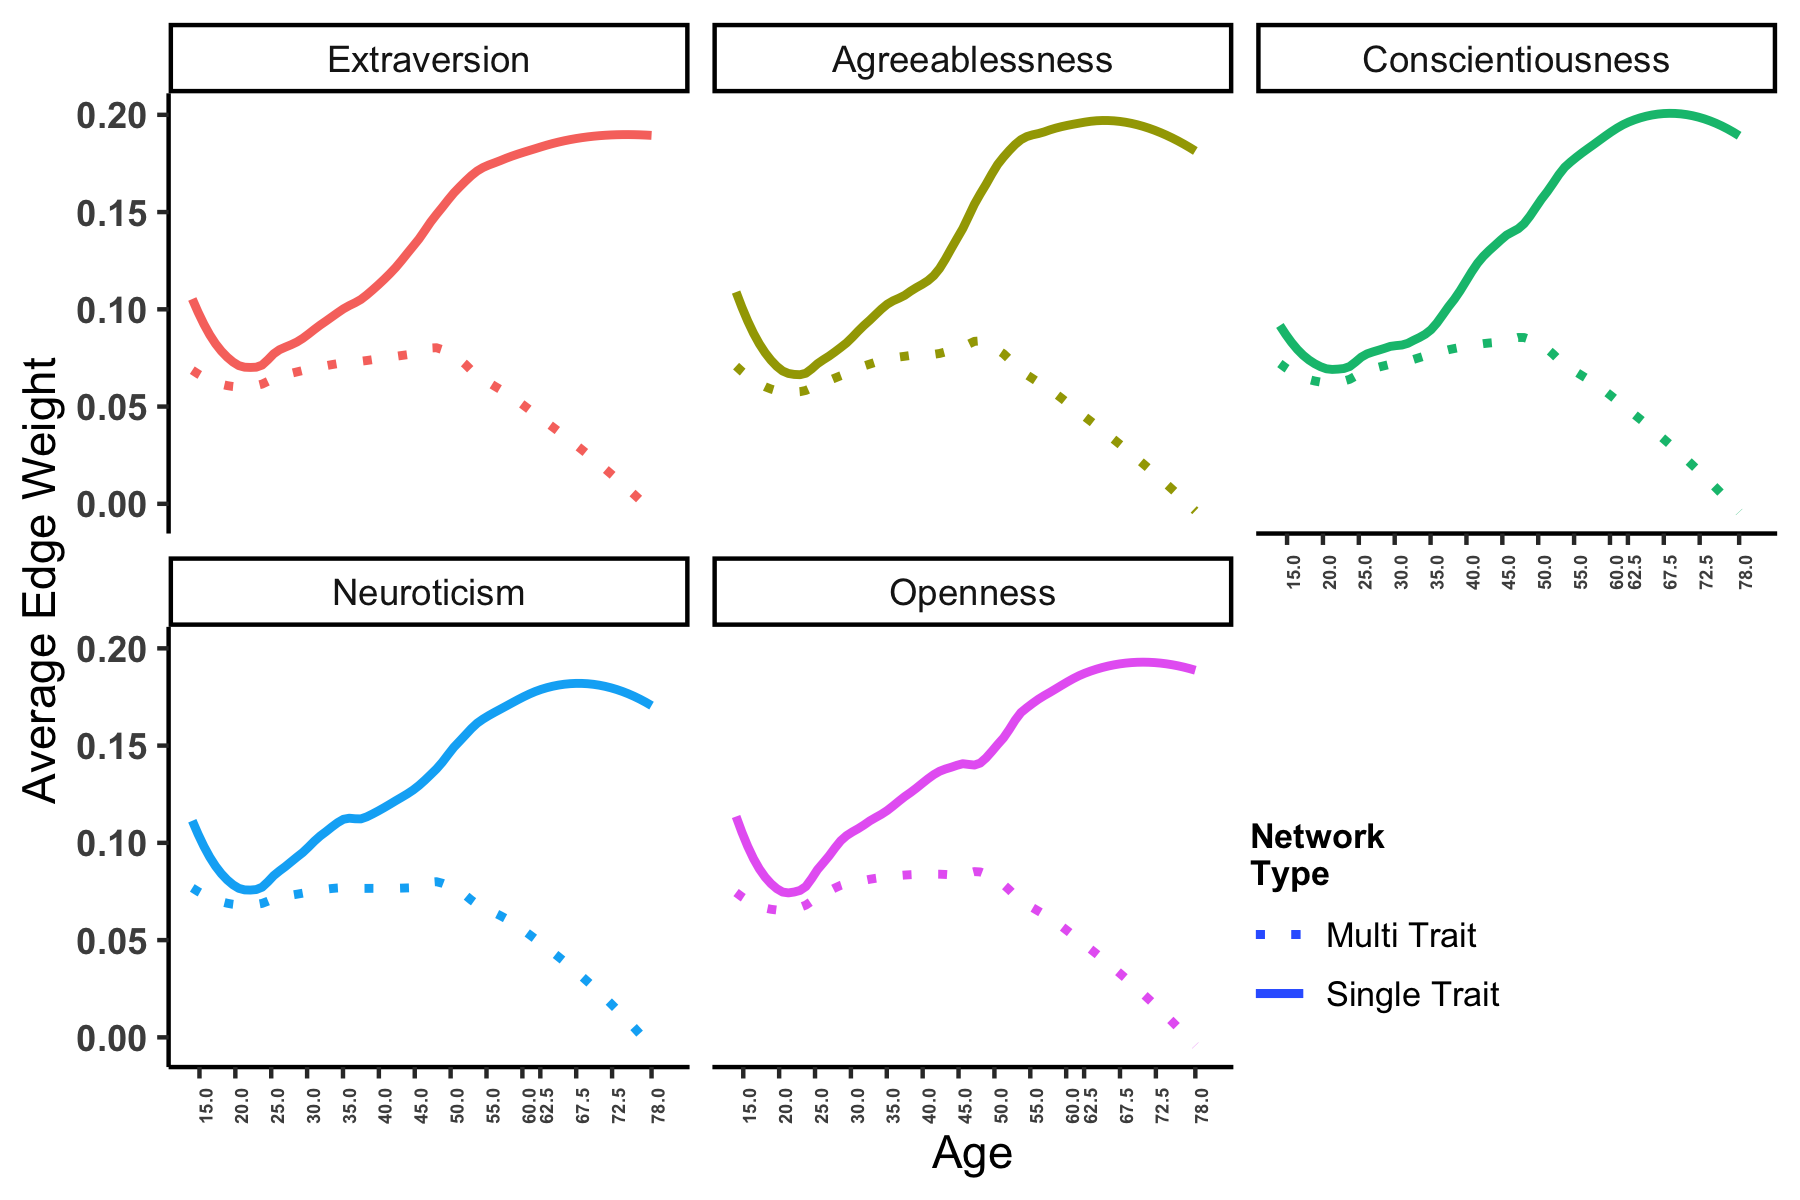 Extraversion
Agreeablessness
Conscientiousness
0.20
0.15
0.10
0.05
0.00
15.0 20.0 25.0 30.0 35.0 40.0 45.0 50.0 55.0 60.0 62.5 67.5 72.5 78.0
Average Edge Weight
Neuroticism
Openness
0.20
0.15
0.10
0.05
0.00
15.0 20.0 25.0 30.0 35.0 40.0 45.0 50.0 55.0 60.0 62.5 67.5 72.5 78.0
15.0 20.0 25.0 30.0 35.0 40.0 45.0 50.0 55.0 60.0 62.5 67.5 72.5 78.0
Age
Network
Type
Multi Trait
Single Trait